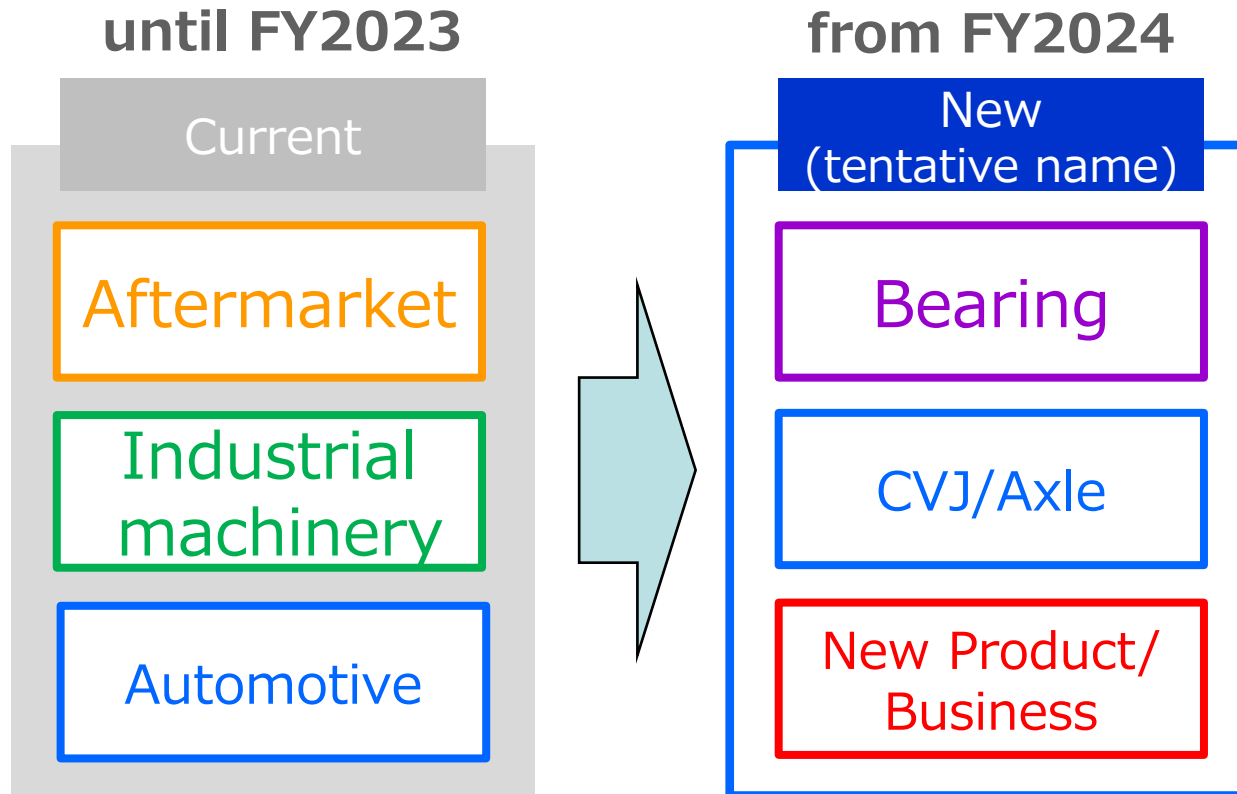 until FY2023
Current
Aftermarket
Industrial
machinery
Automotive
from FY2024
New
(tentative name)
Bearing
CVJ/Axle
New Product/
Business